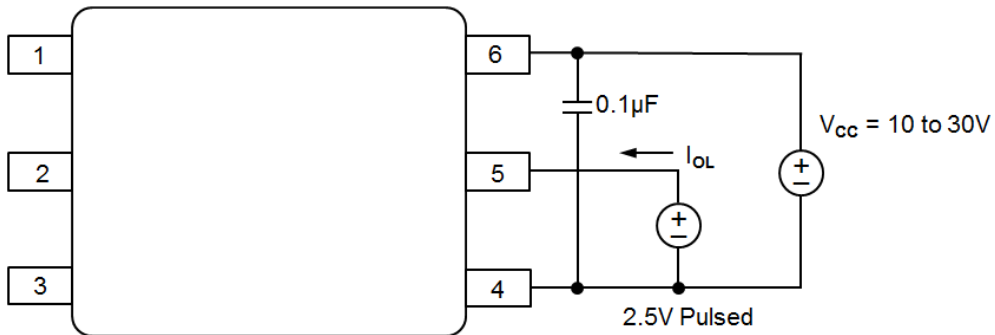 1
6
0.1µF
VCC = 10 to 30V
IOL
2
5
+
−
+
−
3
4
2.5V Pulsed